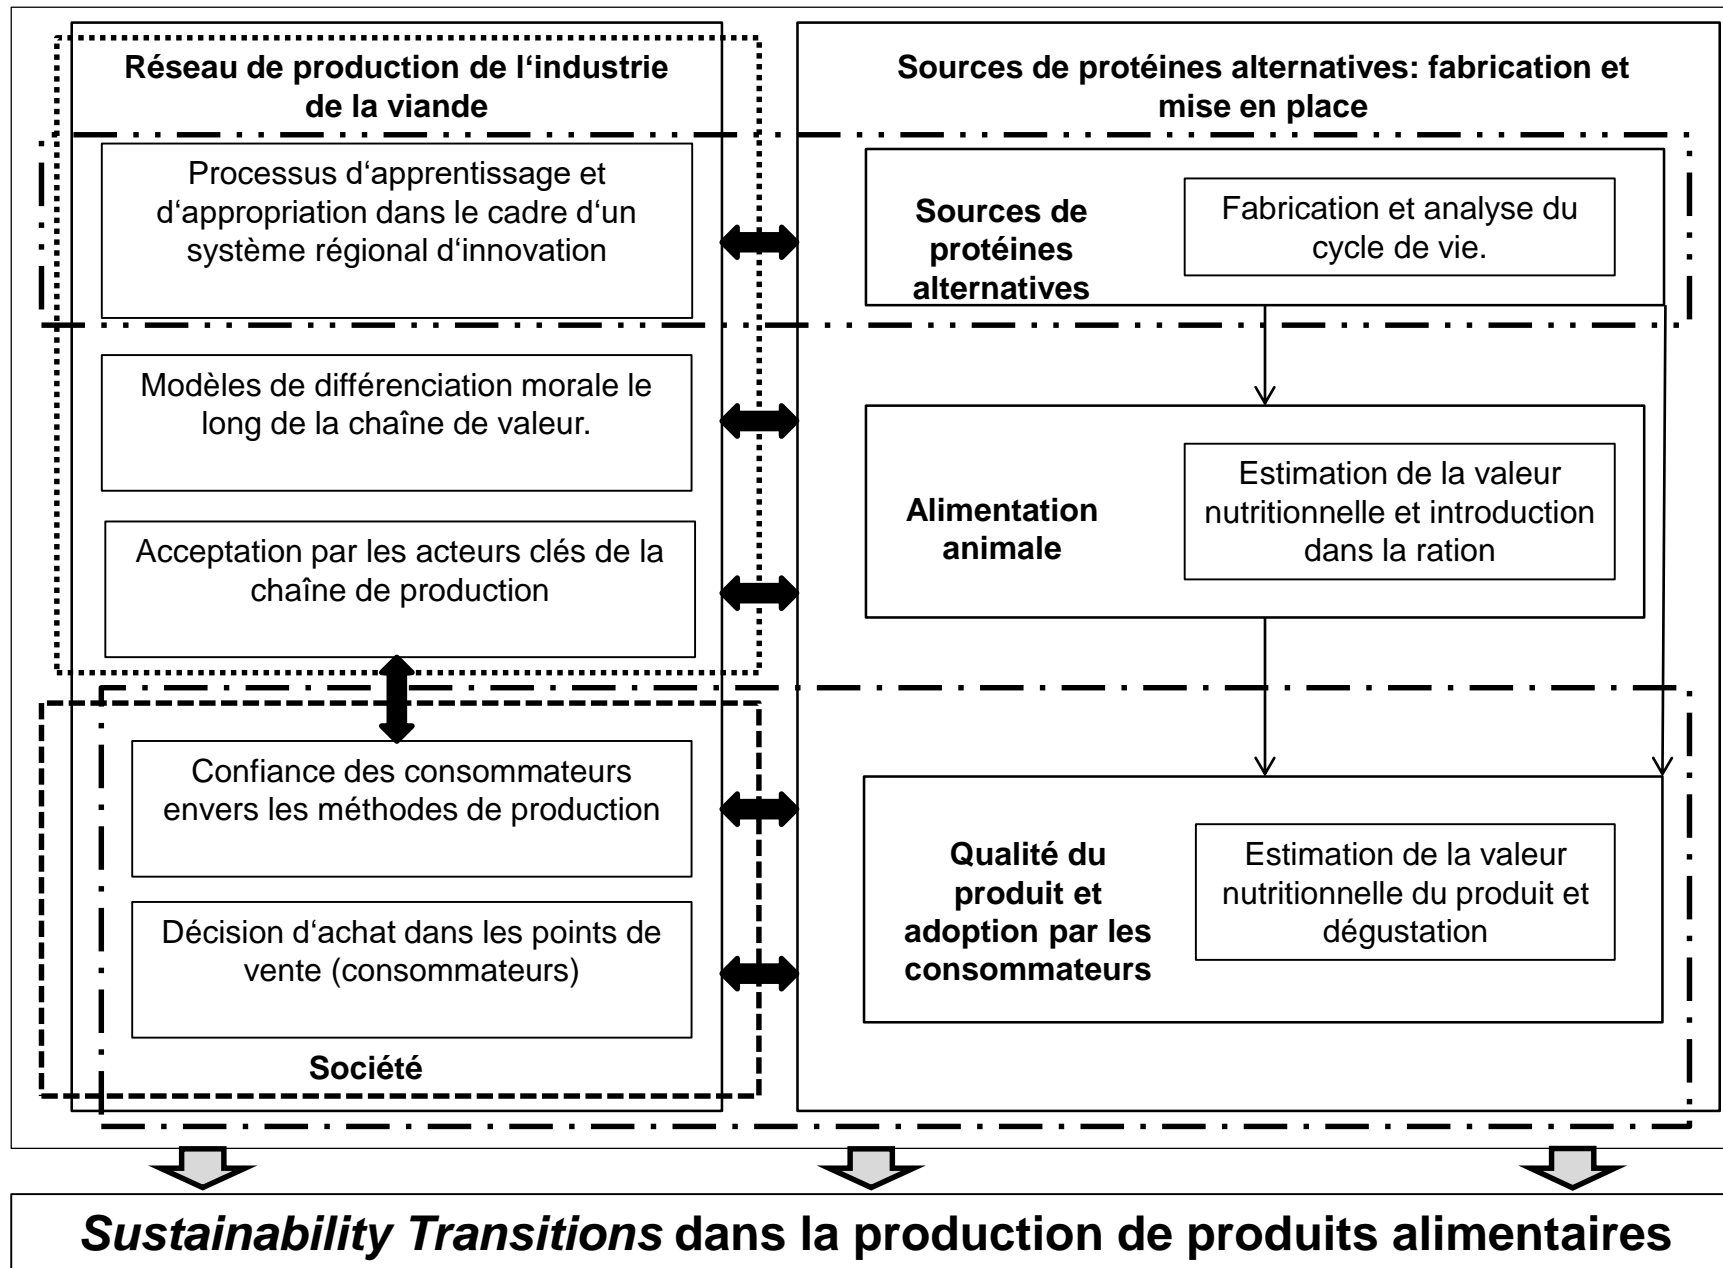 Réseau de production de l‘industrie
de la viande
Processus d‘apprentissage et
d‘appropriation dans le cadre d‘un
système régional d‘innovation
Modèles de différenciation morale le
long de la chaîne de valeur.
Acceptation par les acteurs clés de la
chaîne de production
Confiance des consommateurs
envers les méthodes de production
Décision d‘achat dans les points de
vente (consommateurs)
Société
Sources de protéines alternatives: fabrication et
mise en place
Sources de
protéines
alternatives
Fabrication et analyse du
cycle de vie.
Alimentation
animale
Estimation de la valeur
nutritionnelle et introduction
dans la ration
Qualité du
produit et
adoption par les
consommateurs
Estimation de la valeur
nutritionnelle du produit et
dégustation
Sustainability Transitions dans la production de produits alimentaires